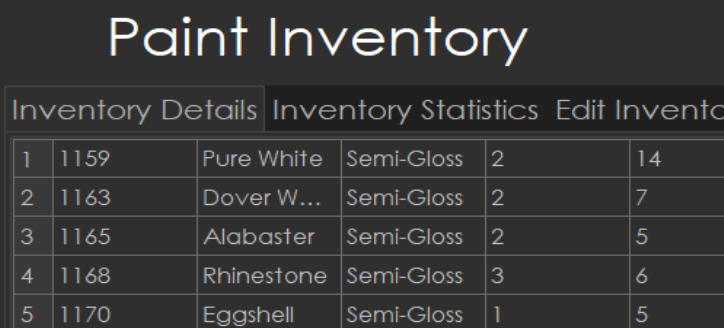 Paint Inventory
Inventory Details Inventory Statistics Edit Invento
1 1159 Pure White Semi-Gloss 2 14
2 1163 Dover W... Semi-Gloss 2 7
3 1165 Alabaster Semi-Gloss 2 5
4 1168 Rhinestone Semi-Gloss 3 6
5 1170 Eggshell Semi-Gloss 1 5